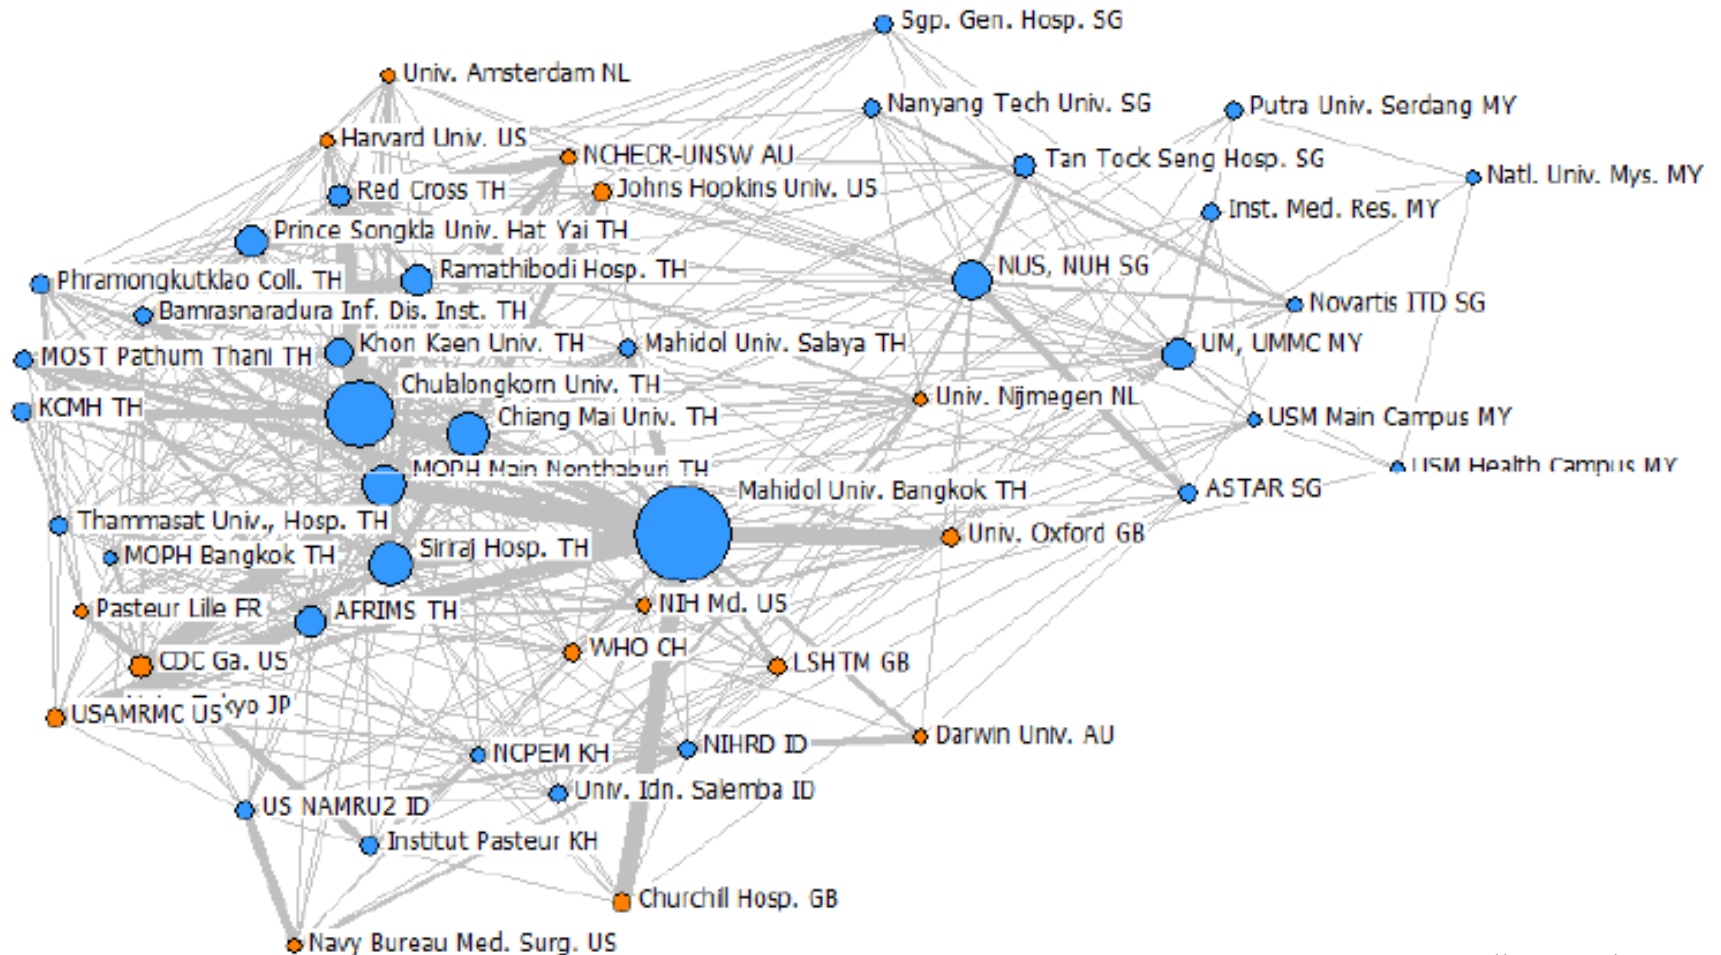 Sgp. Gen. Hosp. SG
Univ. Amsterdam NL
Nanyang Tech Univ. SG
Putra Univ. Serdang MY
Harvard Univ. US
NCHECR-UNSW AU
Tan Tock Seng Hosp. SG
Natl. Univ. Mys. MY
Red Cross TH
Johns Hopkins Univ. US
Inst. Med. Res. MY
Prince Songkla Univ. Hat Yai TH
Ramathibodi Hosp. TH
NUS, NUH SG
Phramongkutklao Coll. TH
Bamrasnaradura Inf. Dis. Inst. TH
Novartis ITD SG
MOST Pathum Thani TH
Khon Kaen Univ. TH
Mahidol Univ. Salaya TH
UM, UMMC MY
Chulalongkorn Univ. TH
Univ. Nijmegen NL
KCMH TH
Chiang Mai Univ. TH
USM Main Campus MY
MOPH Main Nonthaburi TH
USM Health Campus MY
Mahidol Univ. Bangkok TH
ASTAR SG
Thammasat Univ., Hosp. TH
Univ. Oxford GB
MOPH Bangkok TH
Siriraj Hosp. TH
Pasteur Lille FR
AFRIMS TH
NIH Md. US
CDC Ga. US
WHO CH
LSHTM GB
USAMRMC US
JP
Darwin Univ. AU
NCPEM KH
NIHRD ID
US NAMRU2 ID
Univ. Idn. Salemba ID
Institut Pasteur KH
Churchill Hosp. GB
Navy Bureau Med. Surg. US